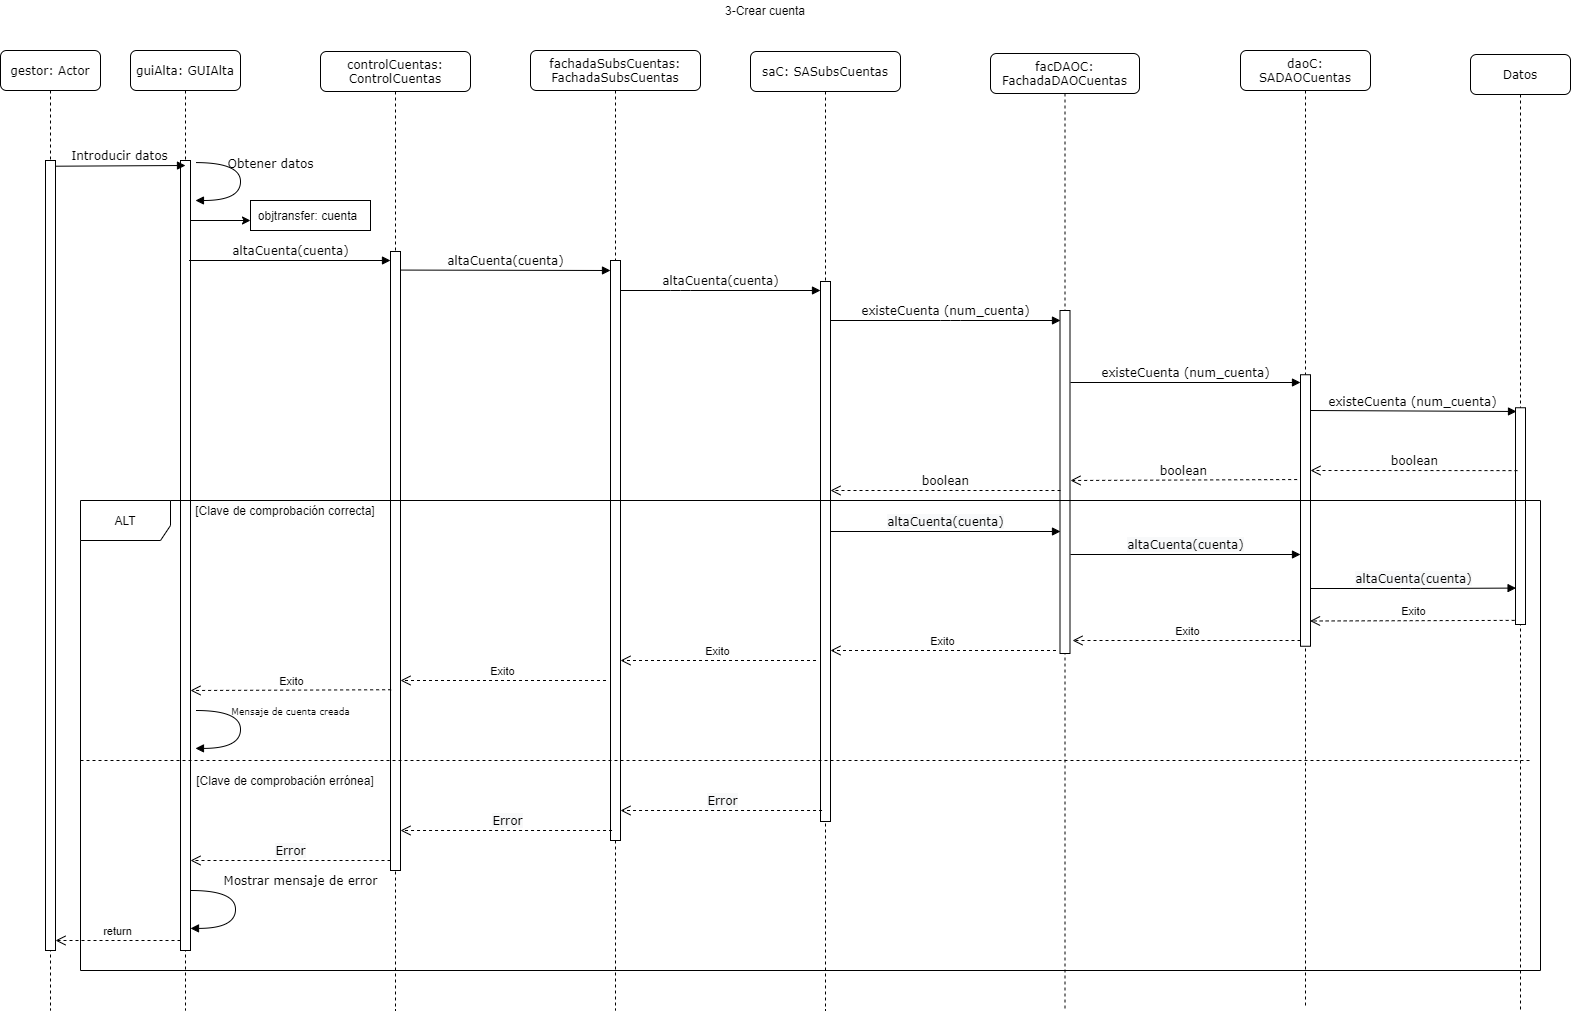 3-Crear cuenta
gestor: Actor
guiAlta: GUIAlta
controlCuentas:
ControlCuentas
fachadaSubsCuentas:
FachadaSubsCuentas
saC: SASubsCuentas
facDAOC:
FachadaDAOCuentas
daoC:
SADAOCuentas
Datos
Introducir datos
Obtener datos
objtransfer: cuenta
altaCuenta(cuenta)
altaCuenta(cuenta)
altaCuenta(cuenta)
existeCuenta (num_cuenta)
existeCuenta (num_cuenta)
existeCuenta (num_cuenta)
boolean
boolean
boolean
ALT
[Clave de comprobación correcta]
altaCuenta(cuenta)
altaCuenta(cuenta)
altaCuenta(cuenta)
Exito
Exito
Exito
Exito
Exito
Exito
Mensaje de cuenta creada
[Clave de comprobación errónea]
Error
Error
Error
Mostrar mensaje de error
return